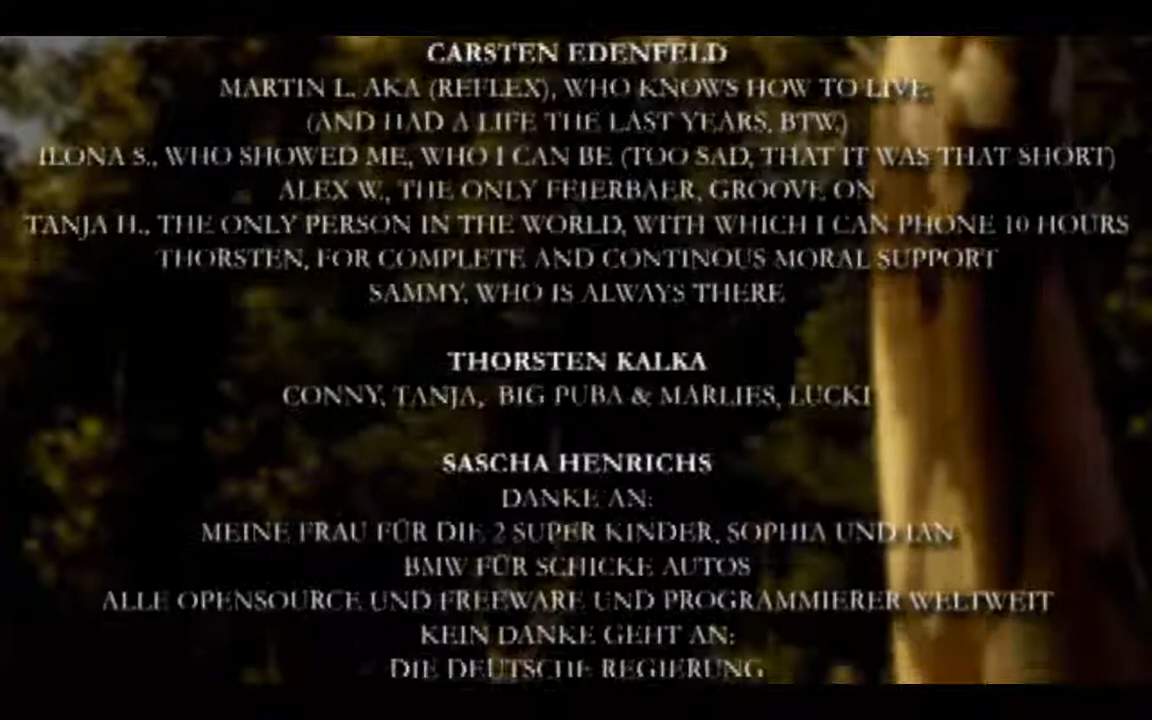 CARSTEN EDENFELD
MARTIN L. AKA (REFLEX), WHO KNOWS HOW TO LIVE
(AND HAD A LIFE THE LAST YEARS, BTW.)
ILONA S., WHO SHOWED ME, WHO I CAN BE (TOO SAD, THAT IT WAS THAT SHORT)
ALEX W., THE ONLY FEIERBAER, GROOVE ON
TANJA H., THE ONLY PERSON IN THE WORLD, WITH WHICH I CAN PHONE 10 HOURS
THORSTEN, FOR COMPLETE AND CONTINOUS MORAL SUPPORT
SAMMY, WHO IS ALWAYS THERE
THORSTEN KALKA
CONNY, TANJA, BIG PUBA & MARLIES, LUCKI
SASCHA HENRICHS
DANKE AN:
MEINE FRAU FÜR DIE 2 SUPER KINDER, SOPHIA UND IAN
BMW FÜR SCHICKE AUTOS
ALLE OPENSOURCE UND FREEWARE UND PROGRAMMIERER WELTWEIT
KEIN DANKE GEHT AN:
DIE DEUTSCHE REGIERUNG